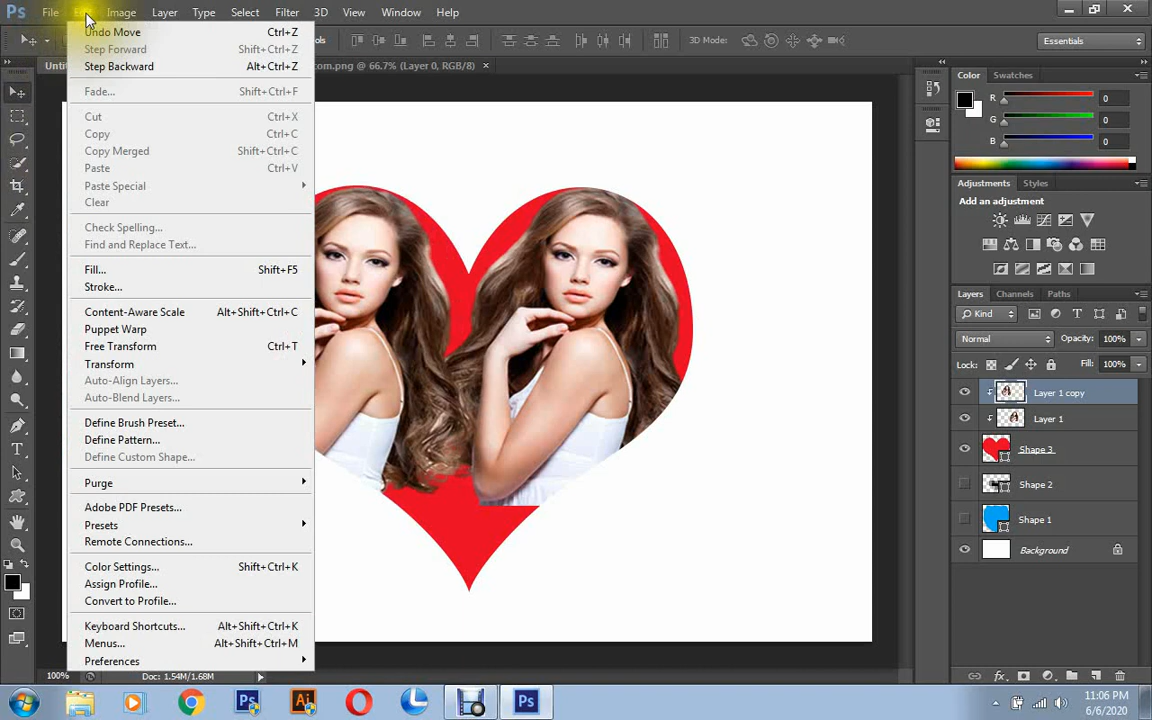 Ps File Edit Image Layer Type Select Filter 3D View Window Help
3D Mode:
Essentials
com.png @ 66.7% (Layer 0, RGB/8) ×
Undo Move Ctrl+Z
Step Forward Shift+Ctrl+Z
Step Backward Alt+Ctrl+Z
Fade... Shift+Ctrl+F
Cut Ctrl+X
Copy Ctrl+C
Copy Merged Shift+Ctrl+C
Paste Ctrl+V
Paste Special
Clear
Check Spelling...
Find and Replace Text...
Fill... Shift+F5
Stroke...
Content-Aware Scale Alt+Shift+Ctrl+C
Puppet Warp
Free Transform Ctrl+T
Transform
Auto-Align Layers...
Auto-Blend Layers...
Define Brush Preset...
Define Pattern...
Define Custom Shape...
Purge
Adobe PDF Presets...
Presets
Remote Connections...
Color Settings... Shift+Ctrl+K
Assign Profile...
Convert to Profile...
Keyboard Shortcuts... Alt+Shift+Ctrl+K
Menus... Alt+Shift+Ctrl+M
Preferences
Color Swatches
R 0
G 0
B 0
Adjustments Styles
Add an adjustment
Layers Channels Paths
Kind
Normal Opacity: 100%
Lock: Fill: 100%
Layer 1 copy
Layer 1
Shape 3
Shape 2
Shape 1
Background
100% Doc: 1.54M/1.68M
Ps Ai Ps
11:06 PM
6/6/2020